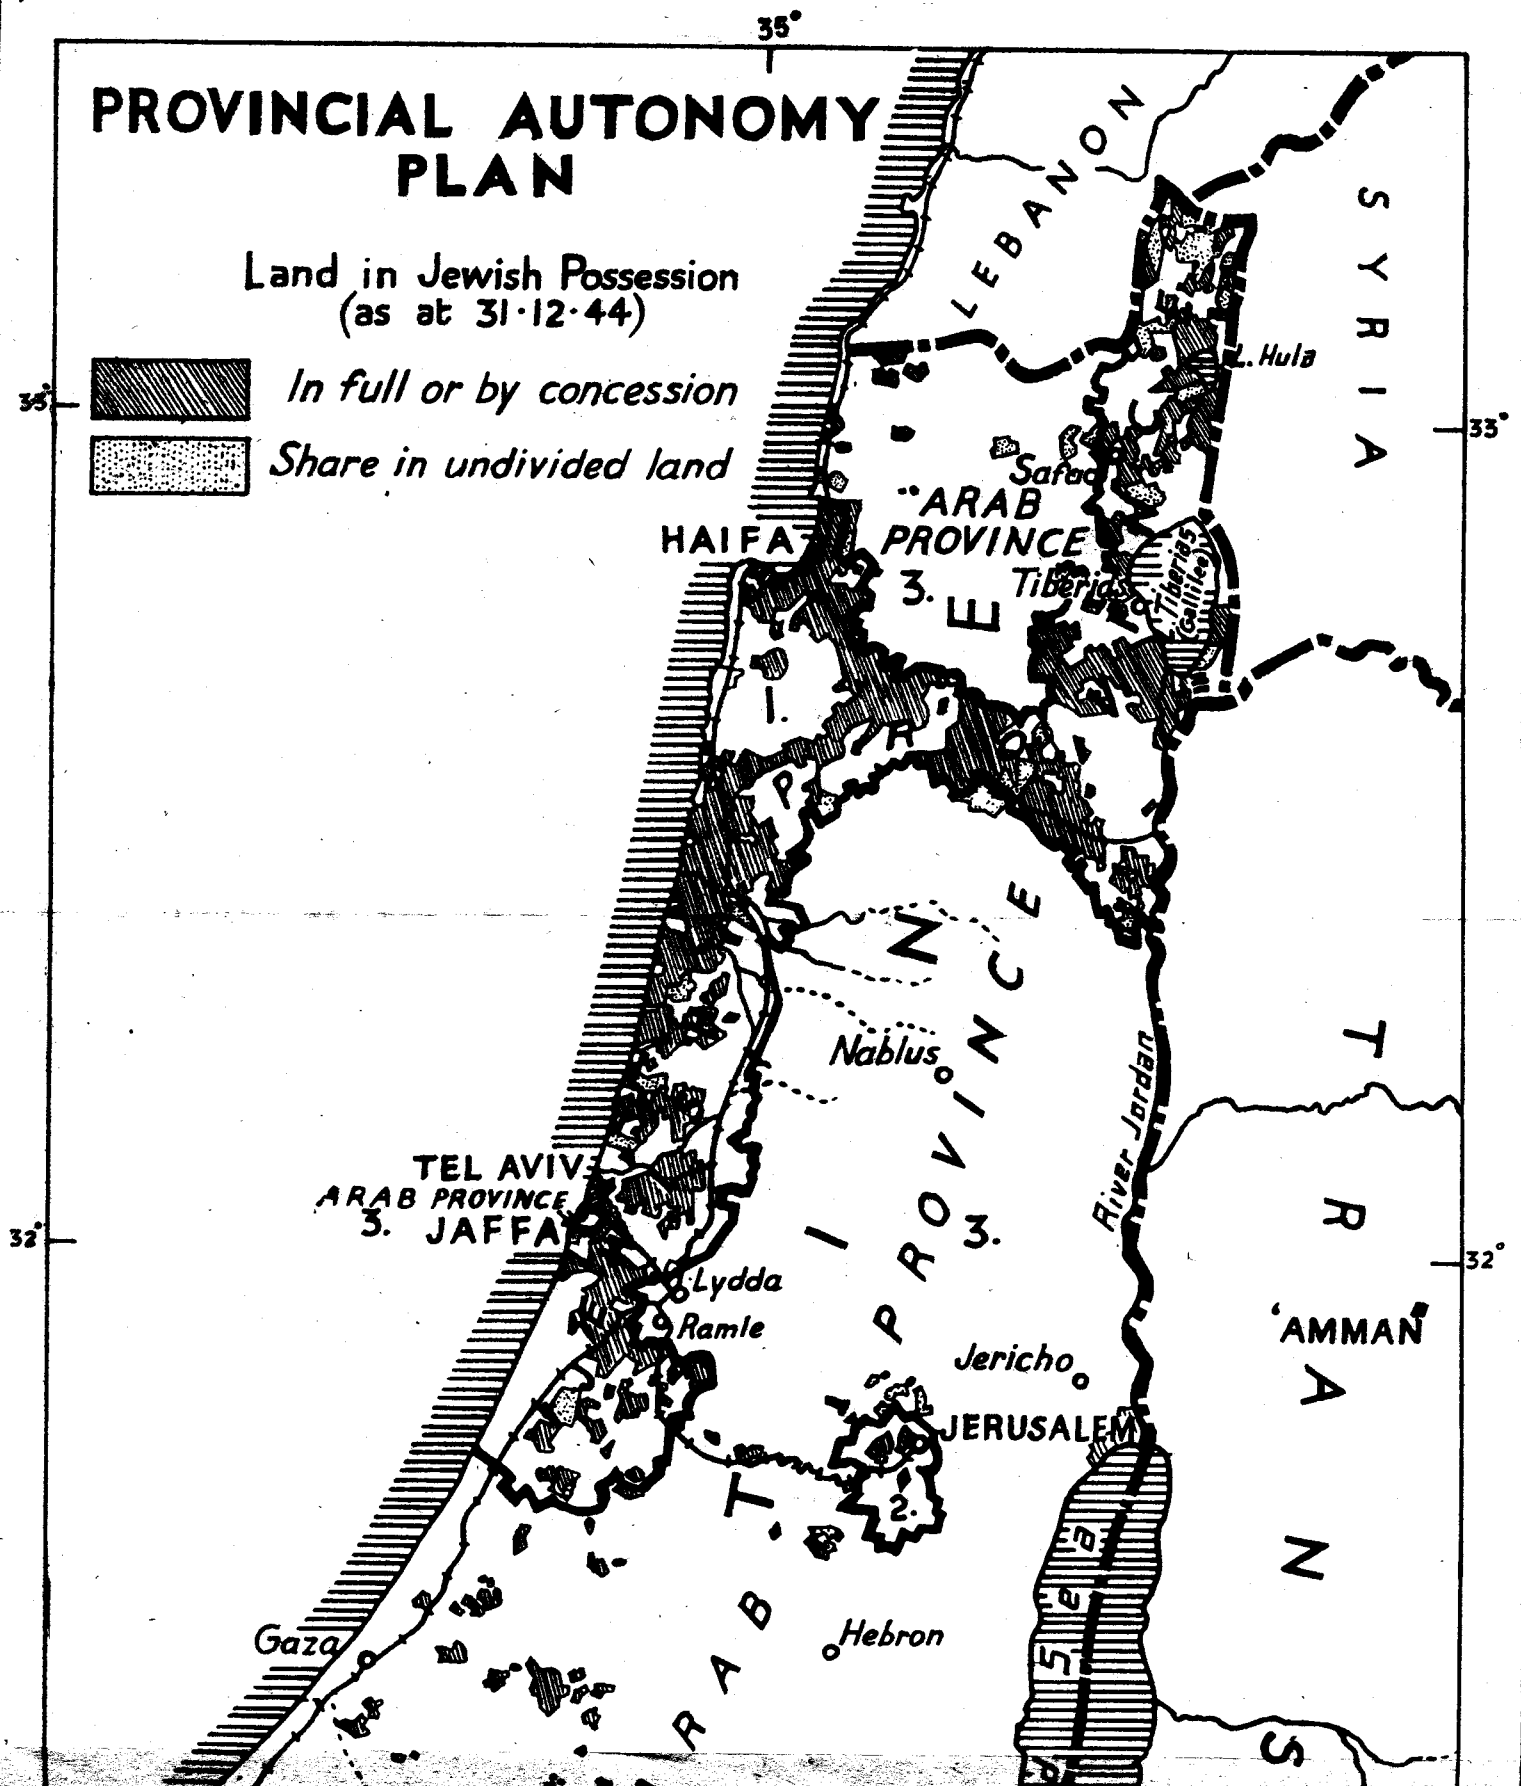 35°
PROVINCIAL AUTONOMY
PLAN
Land in Jewish Possession
(as at 31·12·44)
In full or by concession
Share in undivided land
LEBANON
SYRIA
L. Hula
33°
33°
Safad
"ARAB
PROVINCE
3.
HAIFA
Tiberias
L. Tiberias
(Gallilee)
1.
JEWISH PROVINCE
Nablus
River Jordan
TEL AVIV
ARAB PROVINCE
3. JAFFA
32°
32°
3.
Lydda
Ramle
'AMMAN"
Jericho
JERUSALEM
2.
Hebron
Gaza
ARAB PROVINCE
TRANS
Sea